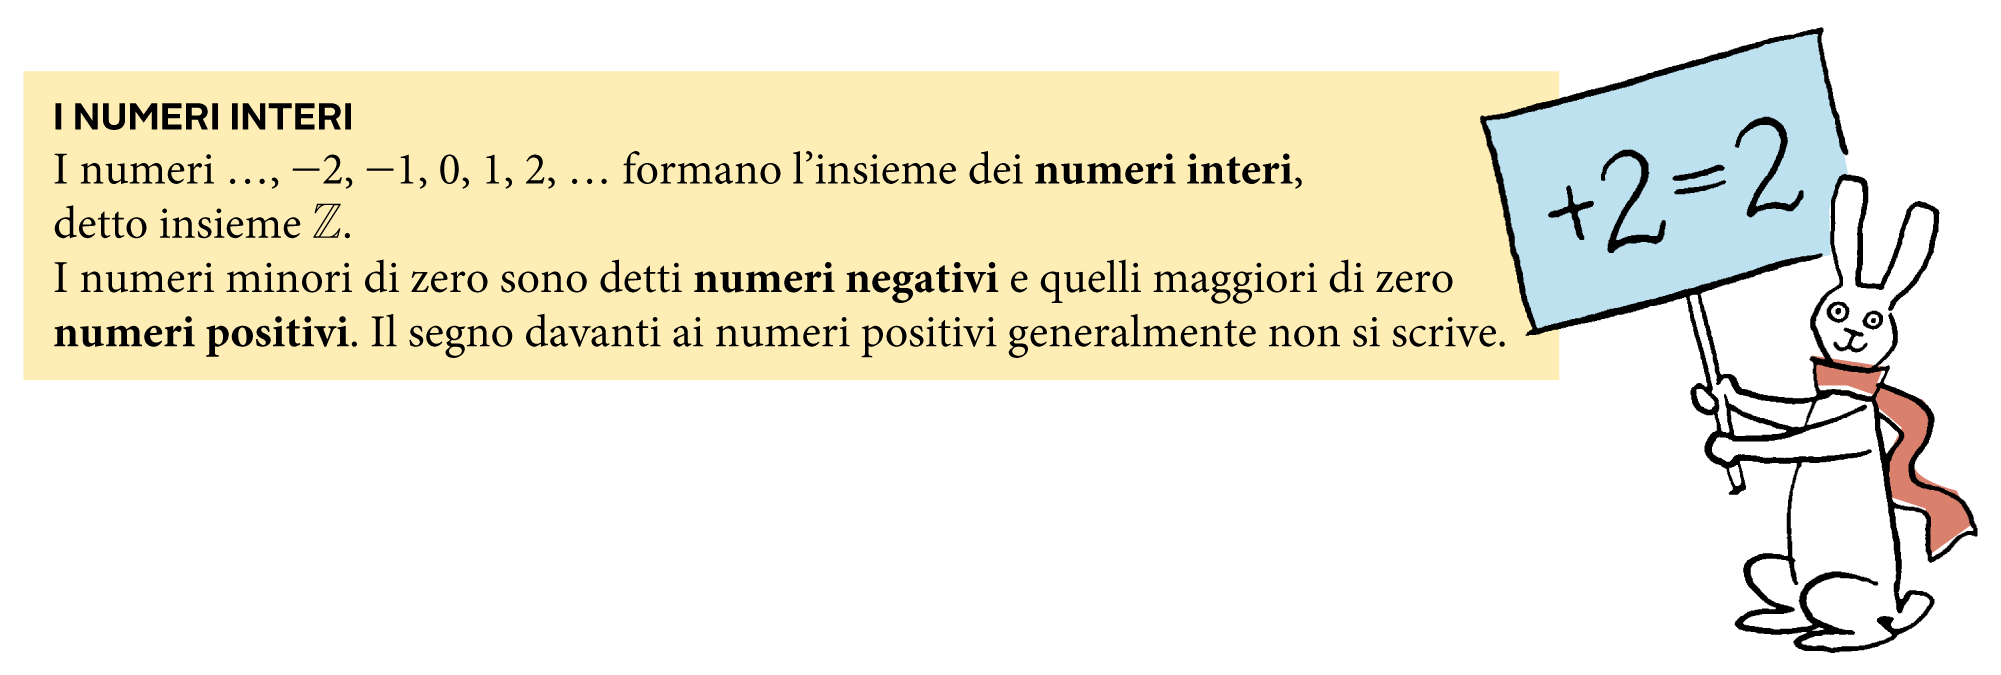 I NUMERI INTERI
I numeri …, −2, −1, 0, 1, 2, … formano l’insieme dei numeri interi,
detto insieme ℤ.
I numeri minori di zero sono detti numeri negativi e quelli maggiori di zero
numeri positivi. Il segno davanti ai numeri positivi generalmente non si scrive.
+2=2